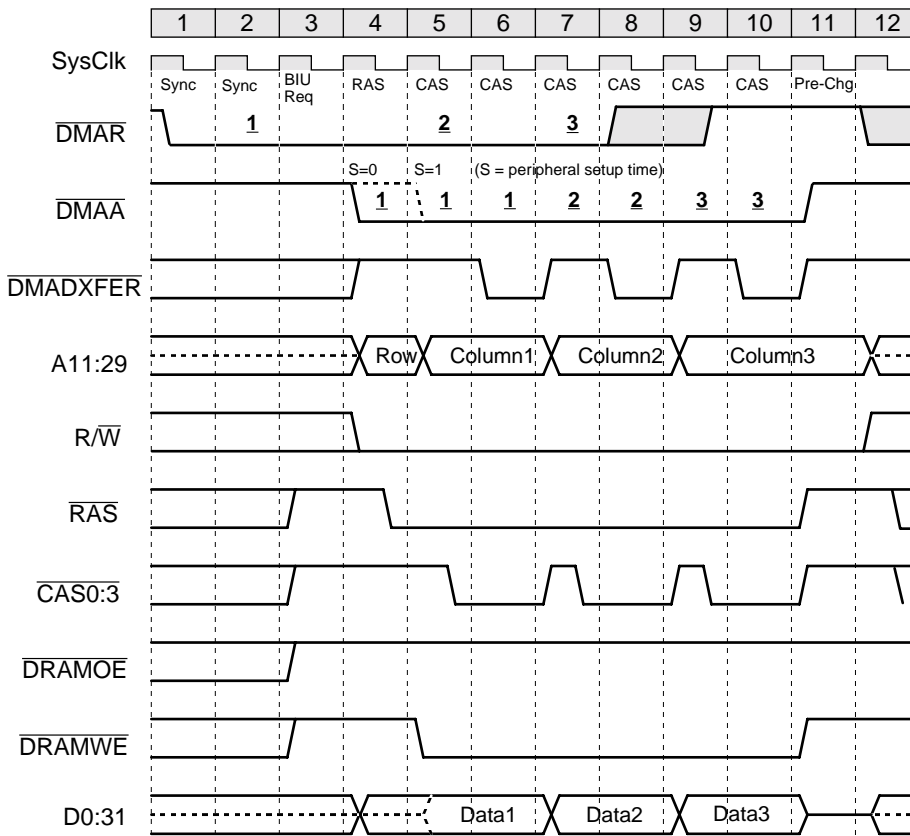 1 2 3 4 5 6 7 8 9 10 11 12
SysClk
Sync Sync BIU Req RAS CAS CAS CAS CAS CAS CAS Pre-Chg
DMAR 1 2 3
S=0 S=1 (S = peripheral setup time)
DMAA 1 1 1 2 2 3 3
DMADXFER
A11:29 Row Column1 Column2 Column3
R/W
RAS
CAS0:3
DRAMOE
DRAMWE
D0:31 Data1 Data2 Data3